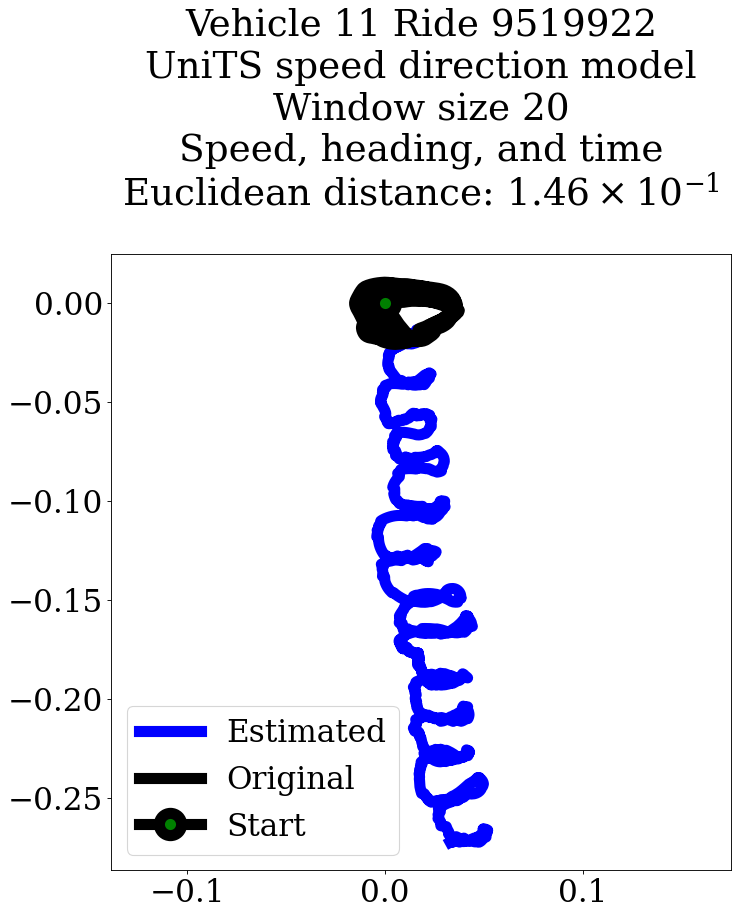 Vehicle 11 Ride 9519922
UniTS speed direction model
Window size 20
Speed, heading, and time
Euclidean distance: 1.46 × 10⁻¹
0.00
−0.05
−0.10
−0.15
−0.20
−0.25
Estimated
Original
Start
−0.1
0.0
0.1